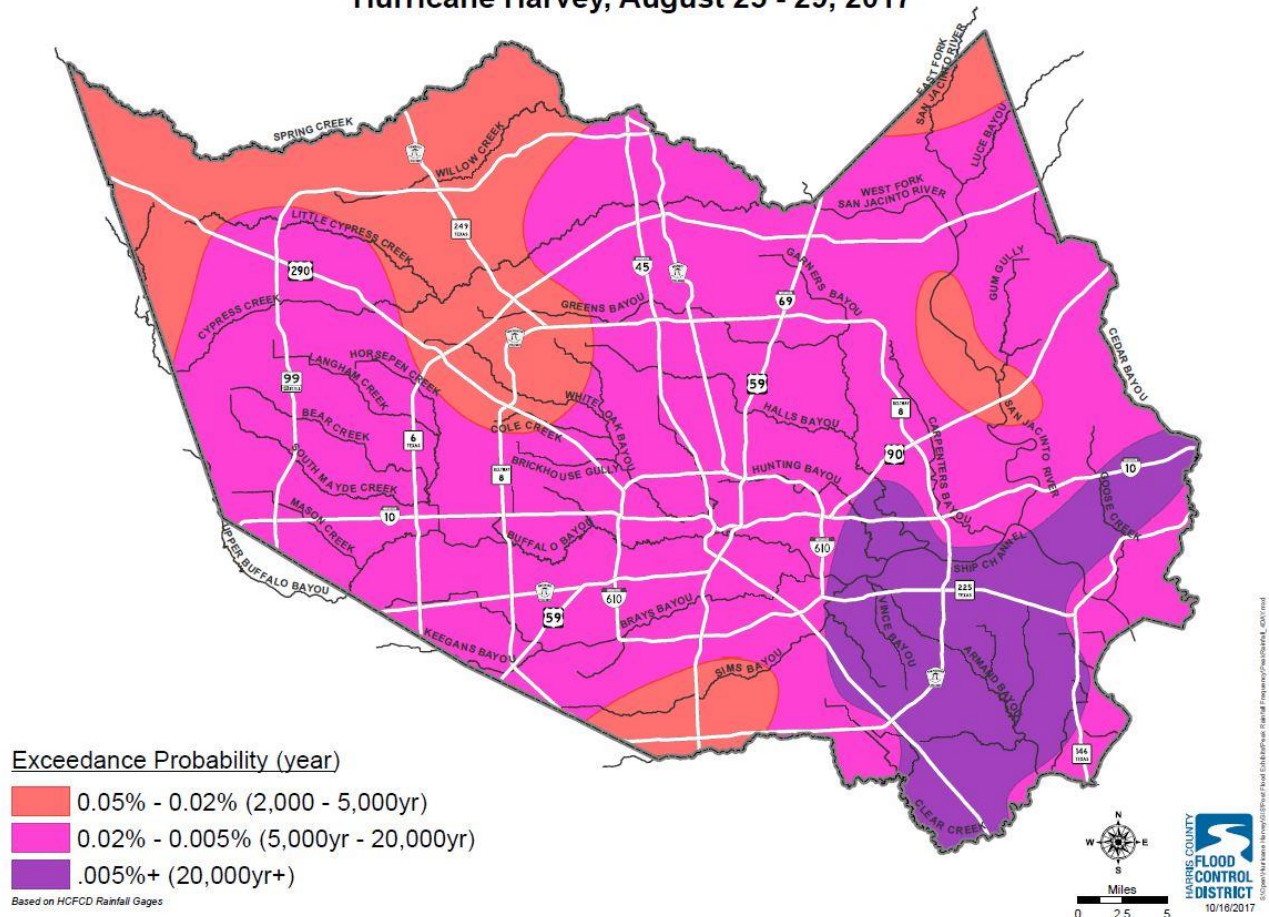 Hurricane Harvey, August 25 - 29, 2017
EAST FORK
SAN JACINTO RIVER
SPRING CREEK
WILLOW CREEK
LUCE BAYOU
WEST FORK
SAN JACINTO RIVER
LITTLE CYPRESS CREEK
249
TEXAS
290
45
GARNERS BAYOU
GUM GULLY
69
CYPRESS CREEK
GREENS BAYOU
CEDAR BAYOU
HORSEPEN CREEK
LANGHAM CREEK
99
59
WHITE OAK BAYOU
HALLS BAYOU
BELTWAY
8
SAN JACINTO RIVER
BEAR CREEK
6
TEXAS
COLE CREEK
CARPENTERS BAYOU
90
SOUTH MAYDE CREEK
BELTWAY
8
BRICKHOUSE GULLY
HUNTING BAYOU
10
GOOSE CREEK
MASON CREEK
10
BUFFALO BAYOU
610
SHIP CHANNEL
UPPER BUFFALO BAYOU
225
TEXAS
59
610
BRAYS BAYOU
VINCE BAYOU
KEEGANS BAYOU
SIMS BAYOU
ARMAND BAYOU
146
TEXAS
CLEAR CREEK
Exceedance Probability (year)
0.05% - 0.02% (2,000 - 5,000yr)
0.02% - 0.005% (5,000yr - 20,000yr)
.005%+ (20,000yr+)
Based on HCFCD Rainfall Gages
N
W E
S
Miles
0 2.5 5
HARRIS COUNTY
FLOOD
CONTROL
DISTRICT
10/16/2017